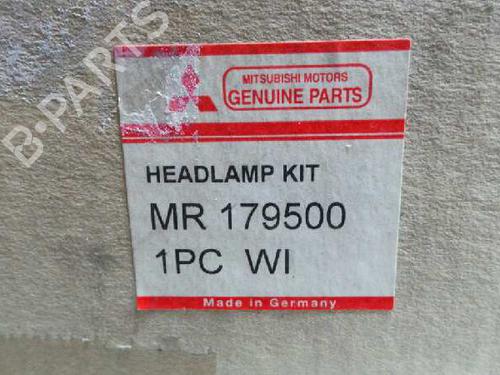 MITSUBISHI MOTORS
GENUINE PARTS
B-PARTS
HEADLAMP KIT
MR 179500
1PC WI
Made in Germany